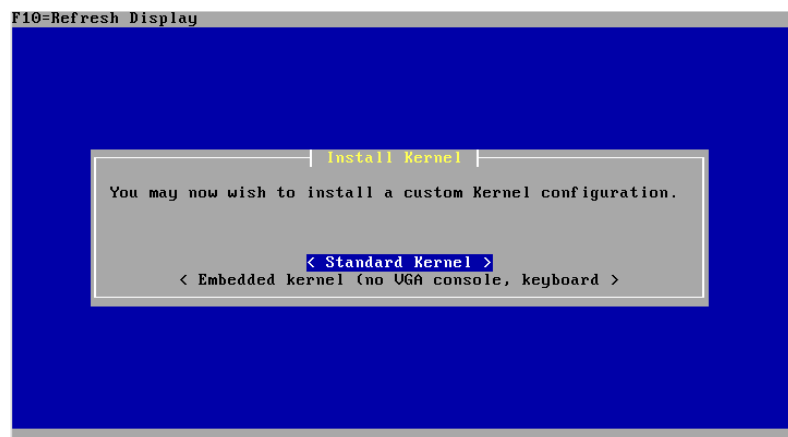 F10=Refresh Display
Install Kernel
You may now wish to install a custom Kernel configuration.
< Standard Kernel >
< Embedded kernel (no VGA console, keyboard >